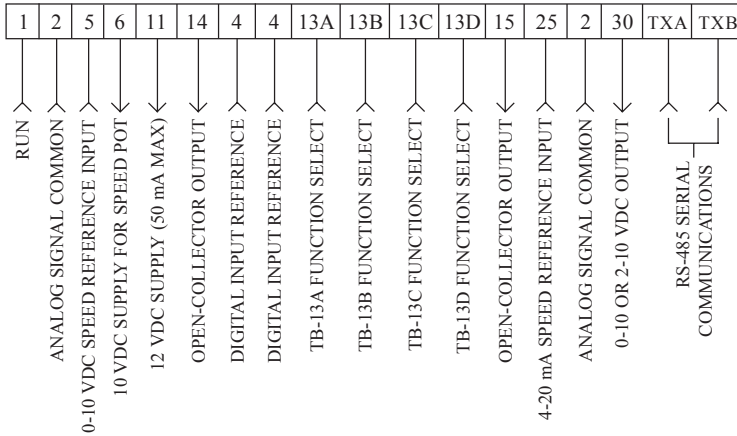 1 2 5 6 11 14 4 4 13A 13B 13C 13D 15 25 2 30 TXA TXB
RUN
ANALOG SIGNAL COMMON
0-10 VDC SPEED REFERENCE INPUT
10 VDC SUPPLY FOR SPEED POT
12 VDC SUPPLY (50 mA MAX)
OPEN-COLLECTOR OUTPUT
DIGITAL INPUT REFERENCE
DIGITAL INPUT REFERENCE
TB-13A FUNCTION SELECT
TB-13B FUNCTION SELECT
TB-13C FUNCTION SELECT
TB-13D FUNCTION SELECT
OPEN-COLLECTOR OUTPUT
4-20 mA SPEED REFERENCE INPUT
ANALOG SIGNAL COMMON
0-10 OR 2-10 VDC OUTPUT
RS-485 SERIAL
COMMUNICATIONS